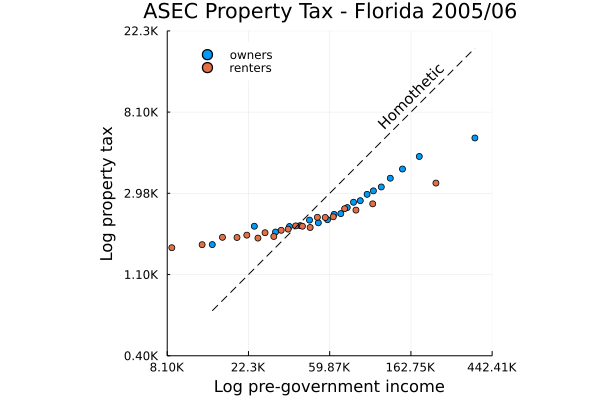 ASEC Property Tax - Florida 2005/06
22.3K
owners
renters
Homothetic
8.10K
Log property tax
2.98K
1.10K
0.40K
8.10K 22.3K 59.87K 162.75K 442.41K
Log pre-government income